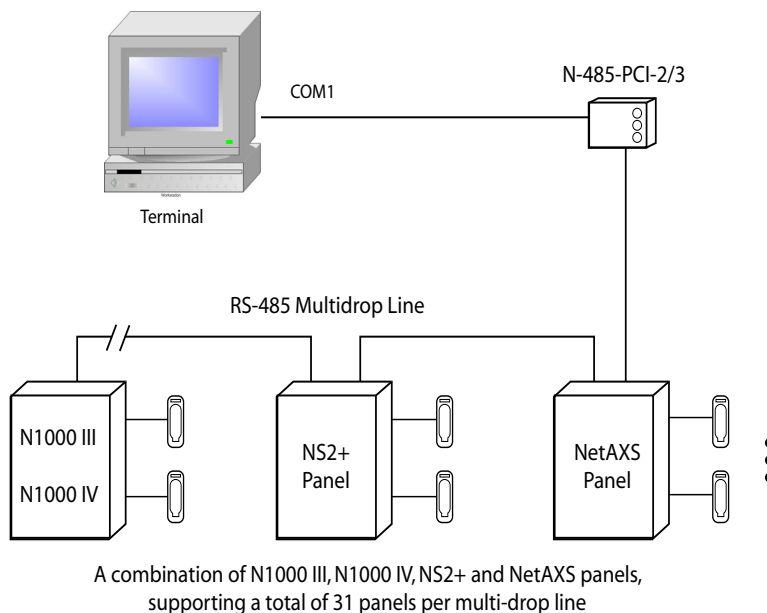 COM1
N-485-PCI-2/3
Workstation
Terminal
RS-485 Multidrop Line
N1000 III
N1000 IV
NS2+
Panel
NetAXS
Panel
A combination of N1000 III, N1000 IV, NS2+ and NetAXS panels,
supporting a total of 31 panels per multi-drop line